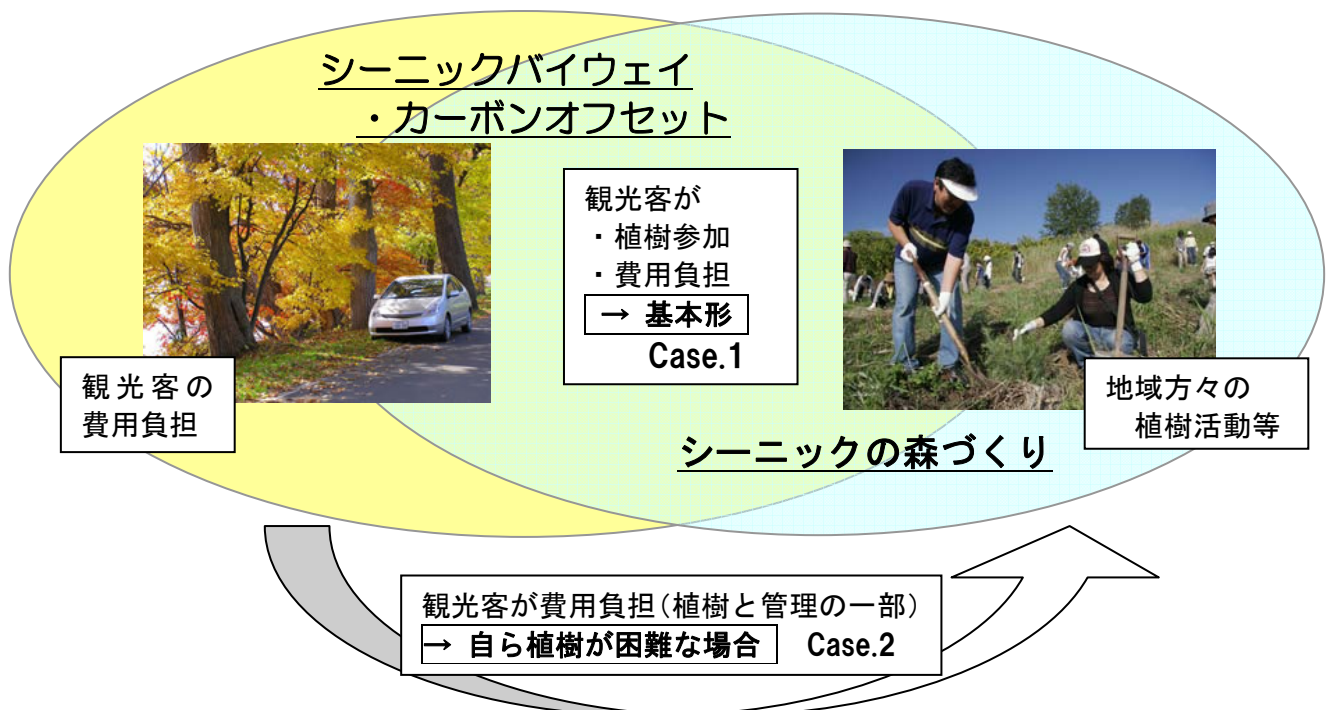 シーニックバイウェイ
・カーボンオフセット
観光客が
・植樹参加
・費用負担
→ 基本形
Case.1
観光客の
費用負担
地域方々の
植樹活動等
シーニックの森づくり
観光客が費用負担(植樹と管理の一部)
→ 自ら植樹が困難な場合 Case.2